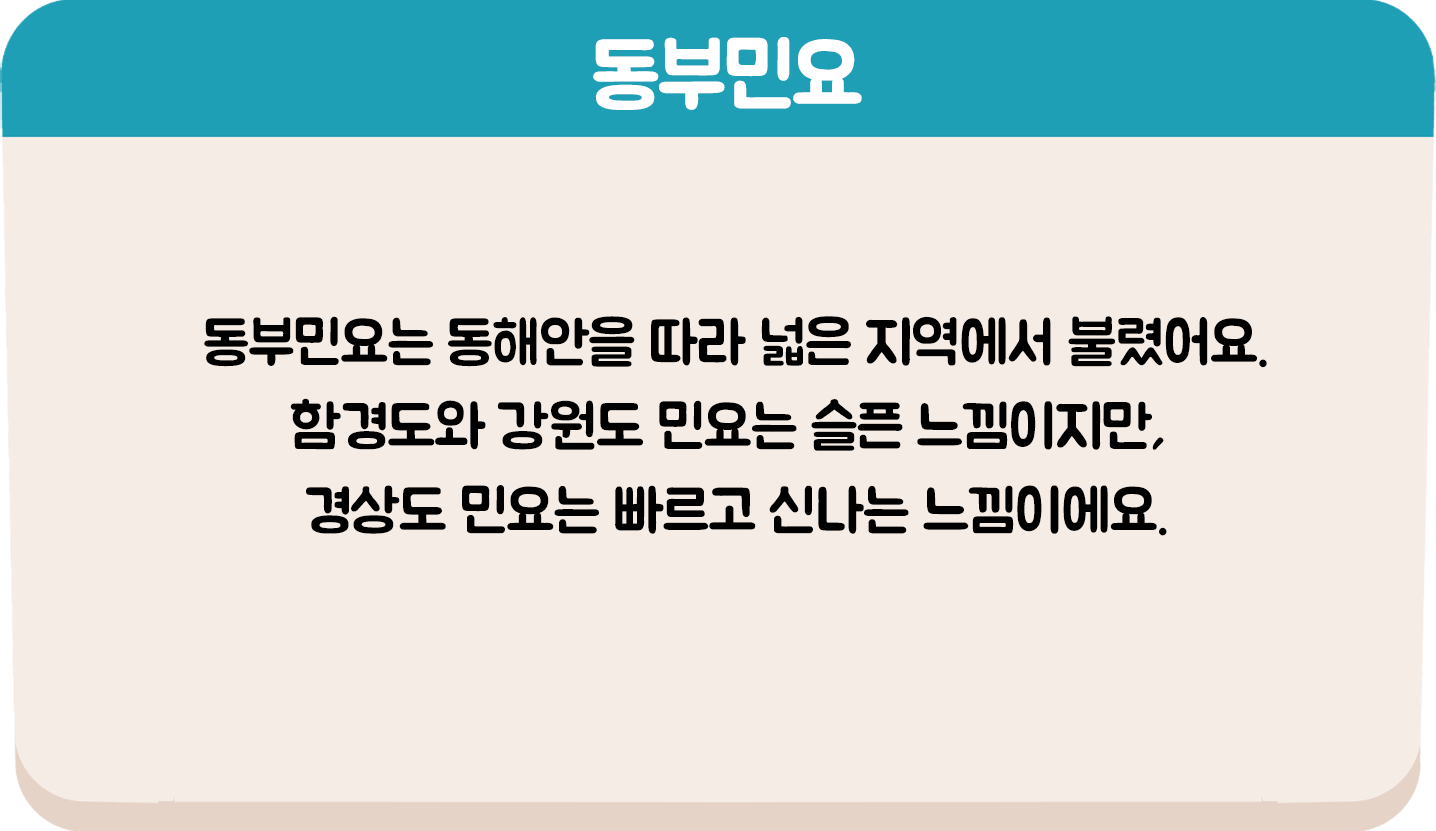 동부민요
동부민요는 동해안을 따라 넓은 지역에서 불렸어요.
함경도와 강원도 민요는 슬픈 느낌이지만,
경상도 민요는 빠르고 신나는 느낌이에요.